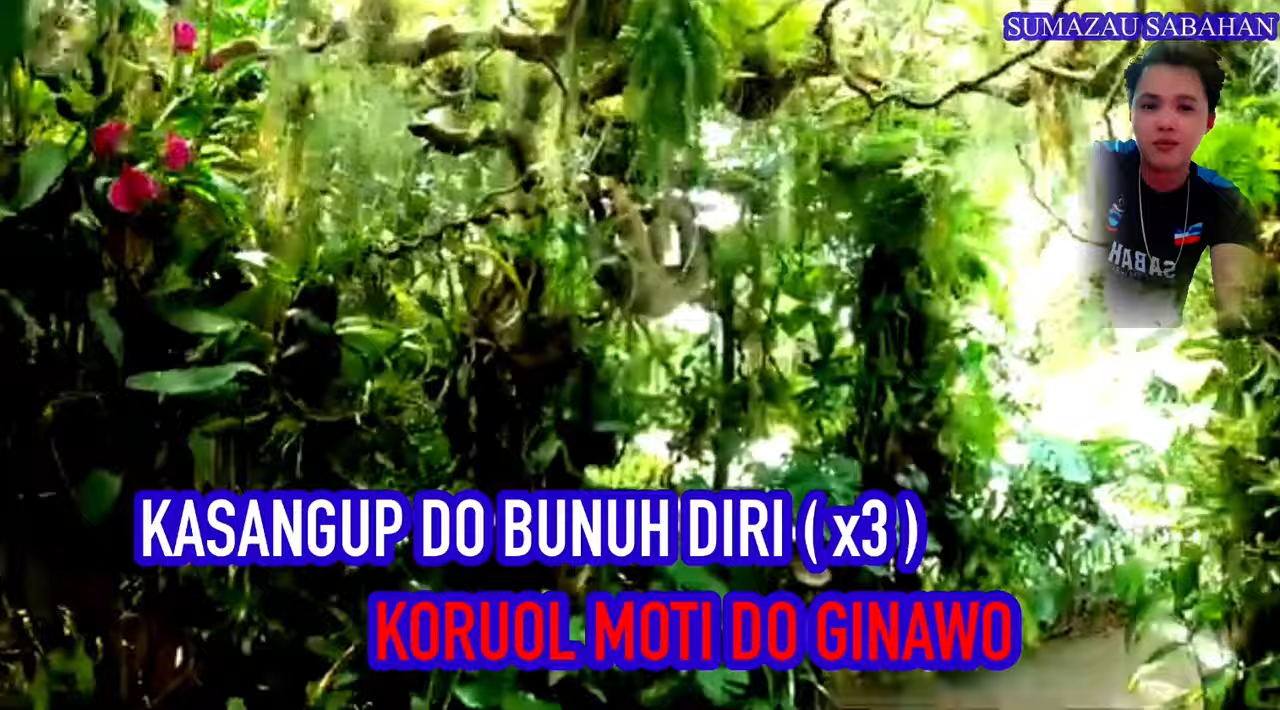 SUMAZAU SABAHAN
SABAH
KASANGUP DO BUNUH DIRI ( x3 )
KORUOL MOTI DO GINAWO